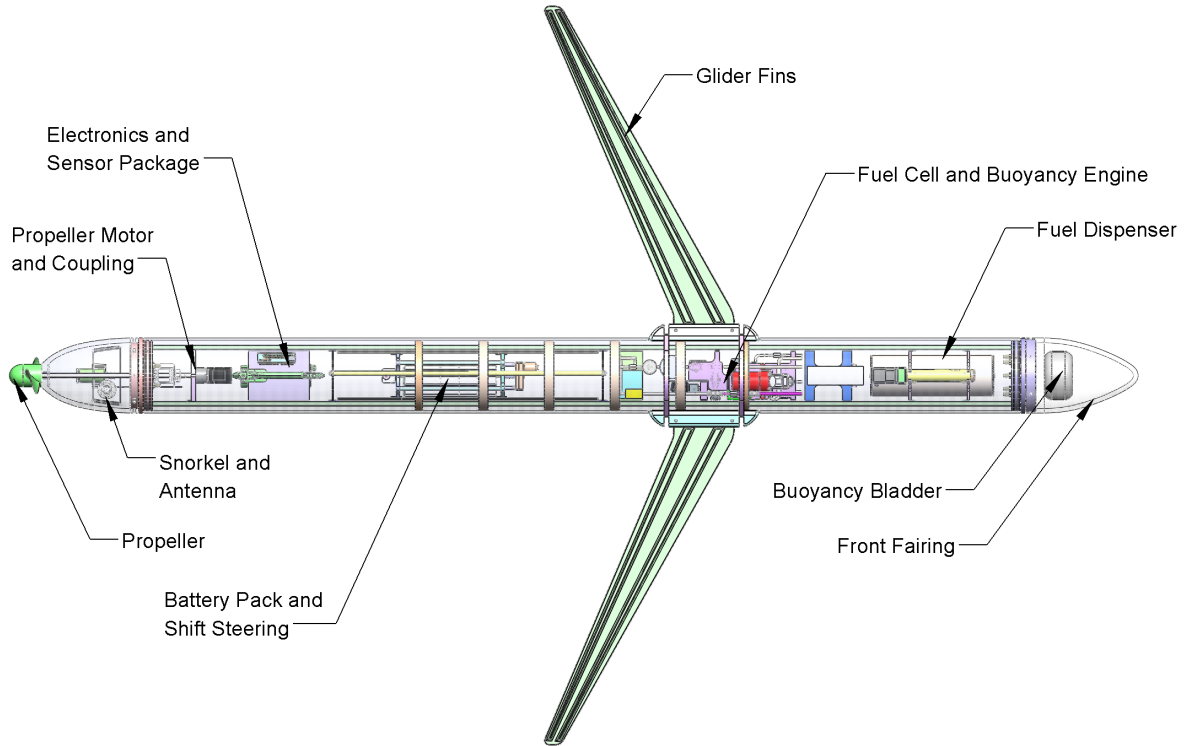 Glider Fins
Electronics and
Sensor Package
Fuel Cell and Buoyancy Engine
Fuel Dispenser
Propeller Motor
and Coupling
Snorkel and
Antenna
Buoyancy Bladder
Propeller
Front Fairing
Battery Pack and
Shift Steering